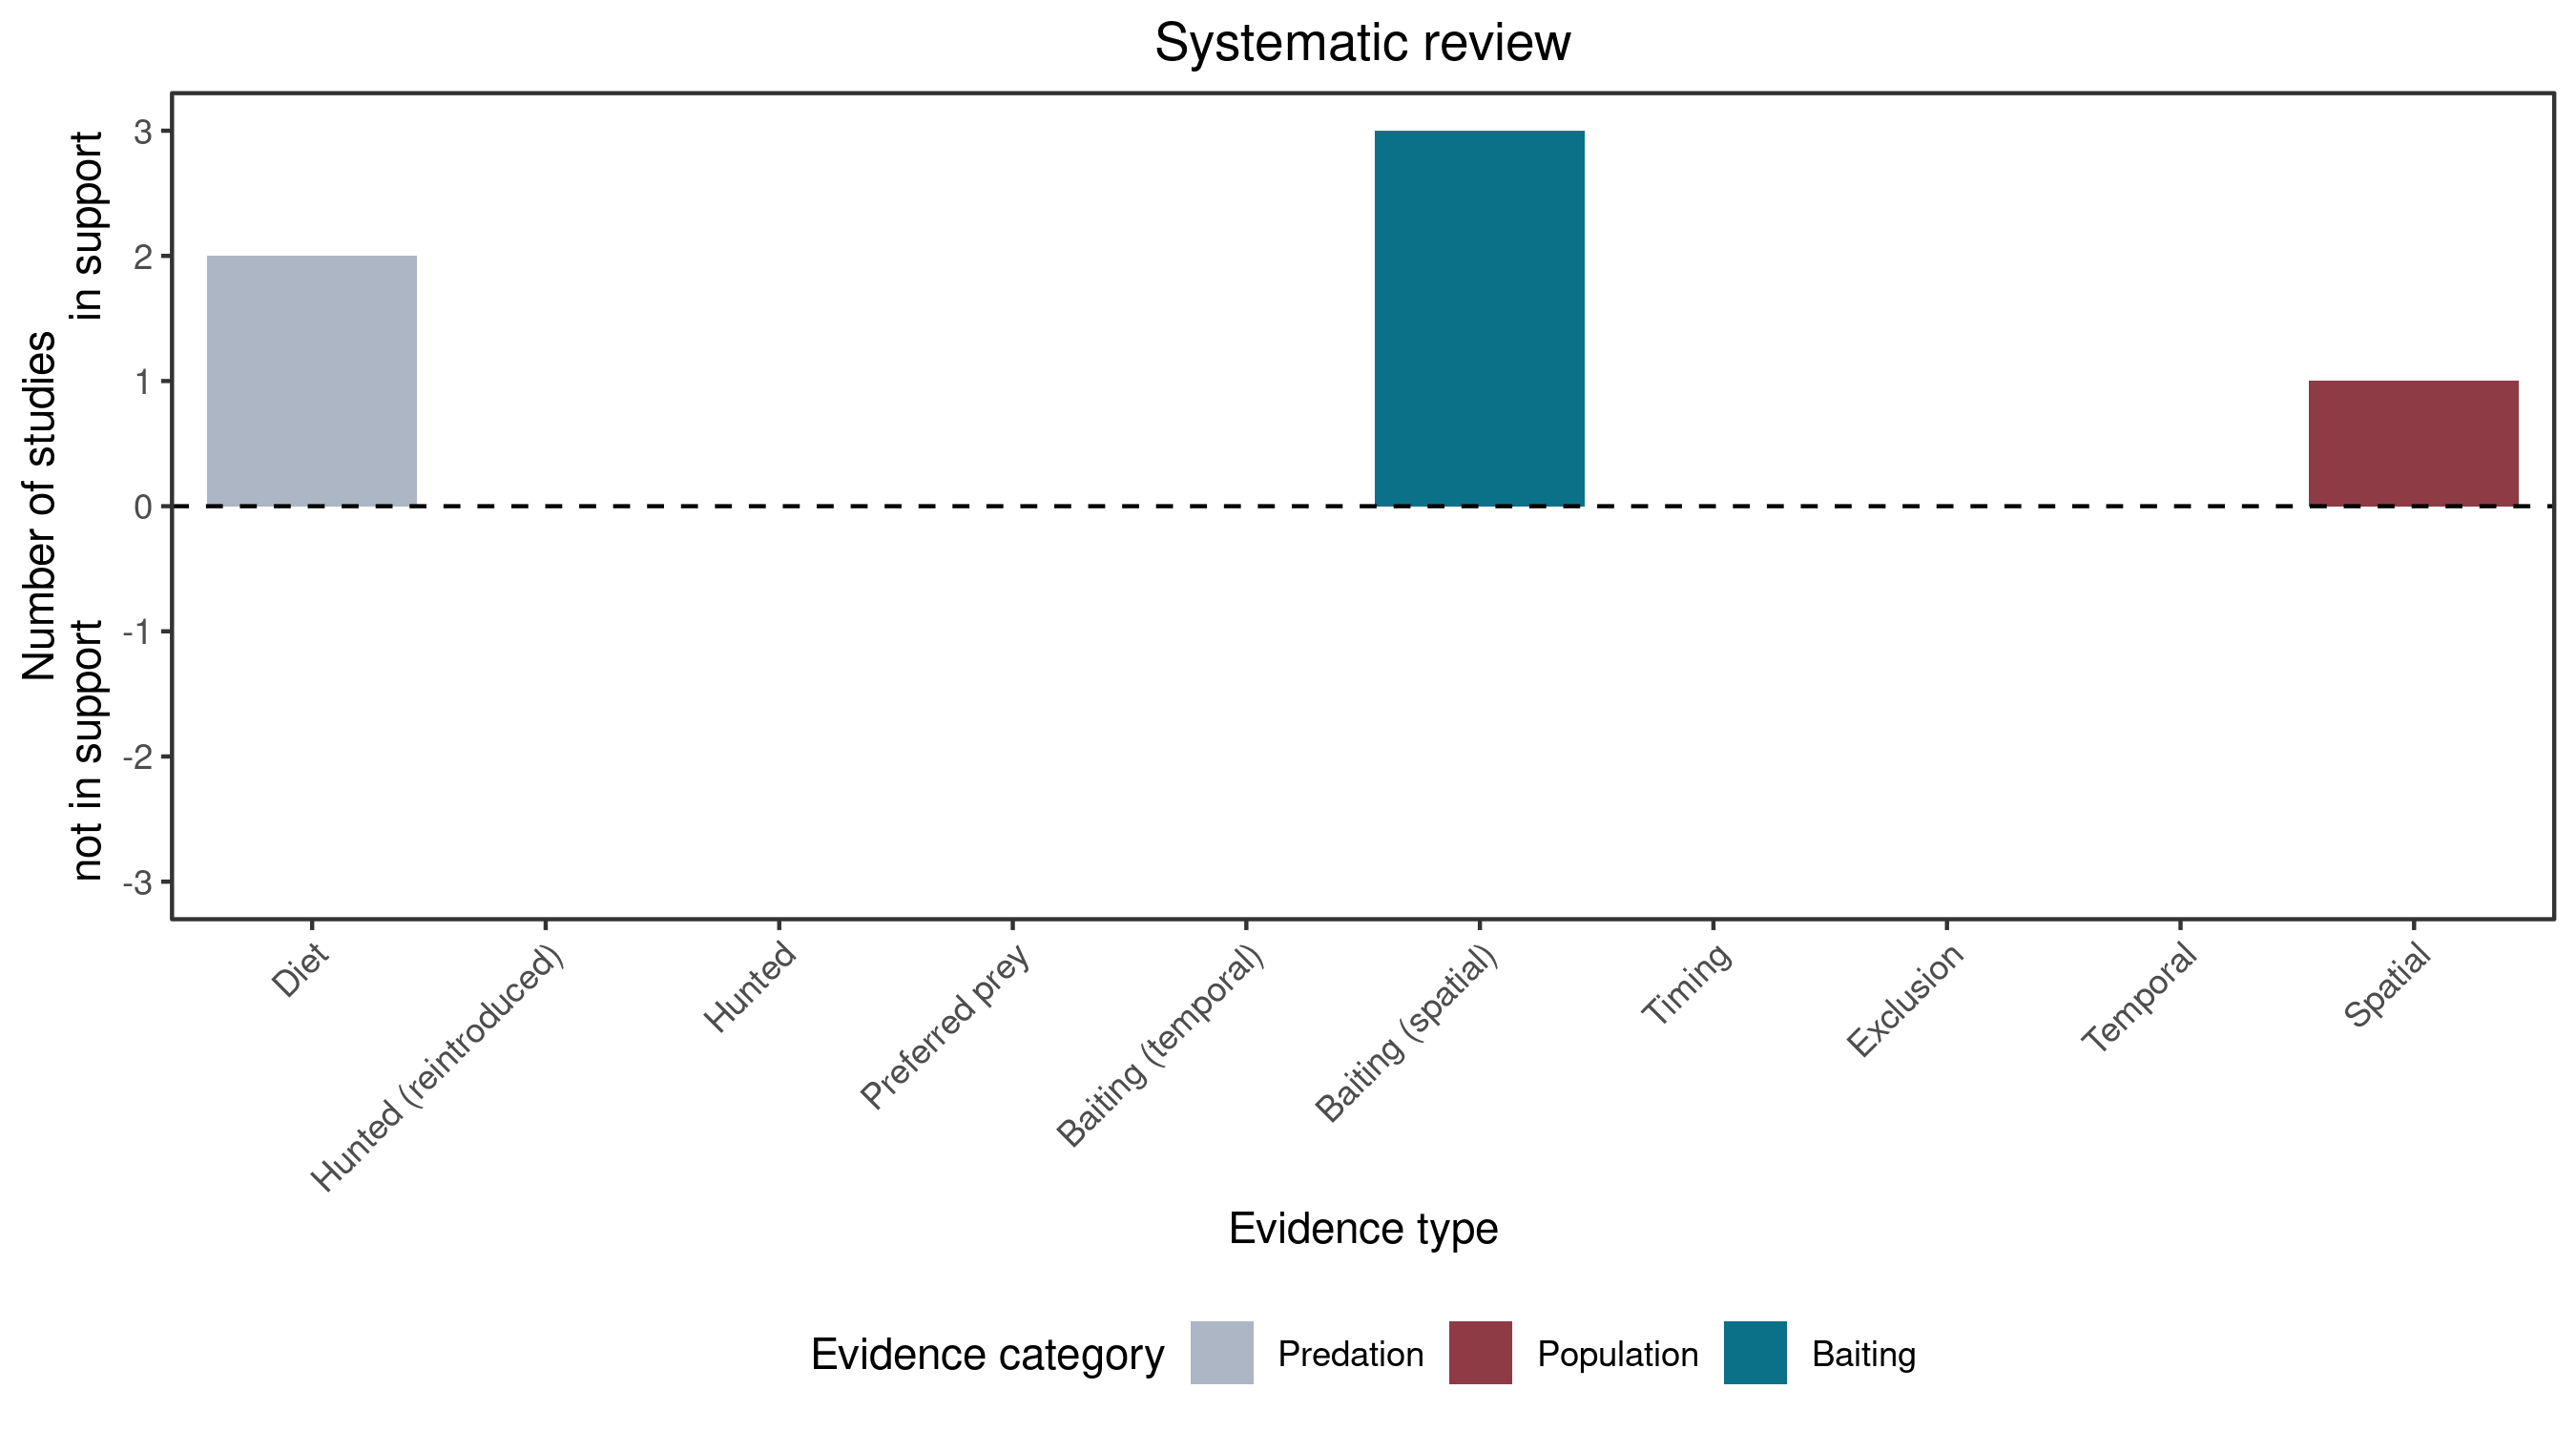 Systematic review
Number of studies
not in support in support
3
2
1
0
-1
-2
-3
Diet
Hunted (reintroduced)
Hunted
Preferred prey
Baiting (temporal)
Baiting (spatial)
Timing
Exclusion
Temporal
Spatial
Evidence type
Evidence category Predation Population Baiting